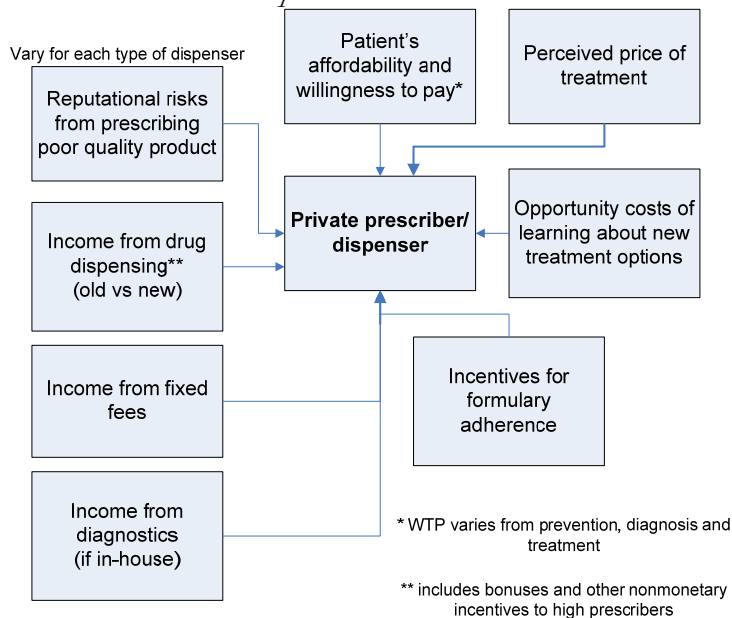 Vary for each type of dispenser
Reputational risks
from prescribing
poor quality product
Patient's
affordability and
willingness to pay*
Perceived price of
treatment
Income from drug
dispensing**
(old vs new)
Private prescriber/
dispenser
Opportunity costs of
learning about new
treatment options
Income from fixed
fees
Incentives for
formulary
adherence
Income from
diagnostics
(if in-house)
* WTP varies from prevention, diagnosis and
treatment
** includes bonuses and other nonmonetary
incentives to high prescribers